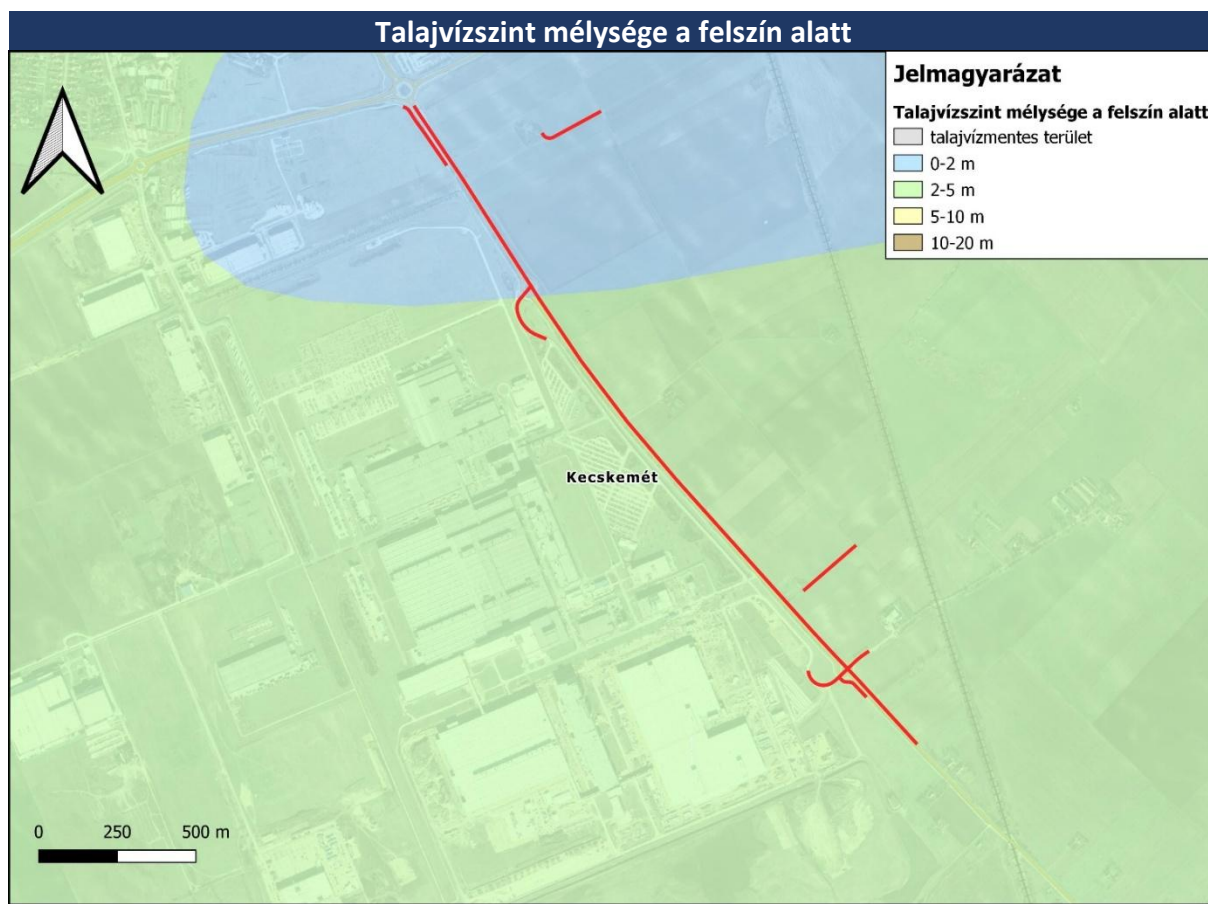 Talajvízszint mélysége a felszín alatt
Jelmagyarázat
Talajvízszint mélysége a felszín alatt
talajvízmentes terület
0-2 m
2-5 m
5-10 m
10-20 m
Kecskemét
0 250 500 m